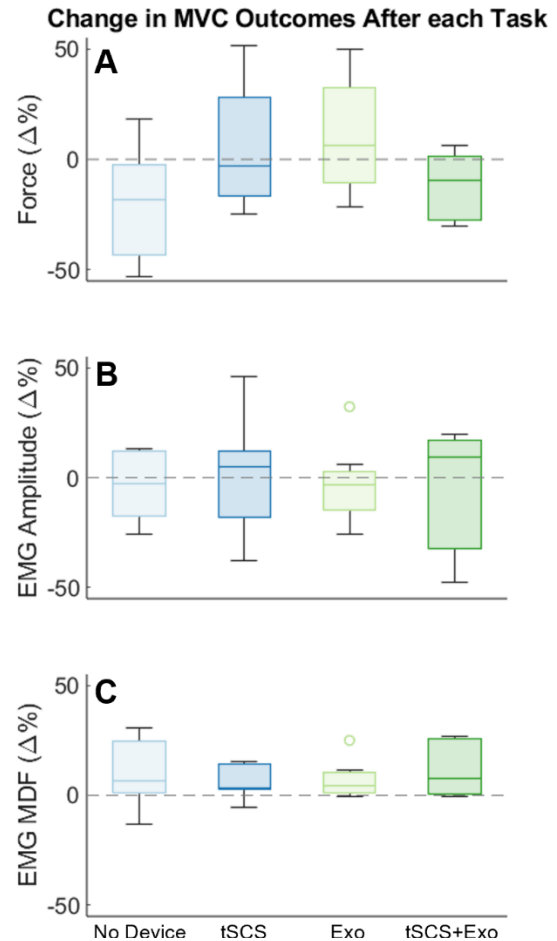 Change in MVC Outcomes After each Task
A
Force (Δ%)
50
0
-50
B
EMG Amplitude (Δ%)
50
0
-50
C
EMG MDF (Δ%)
50
0
-50
No Device tSCS Exo tSCS+Exo